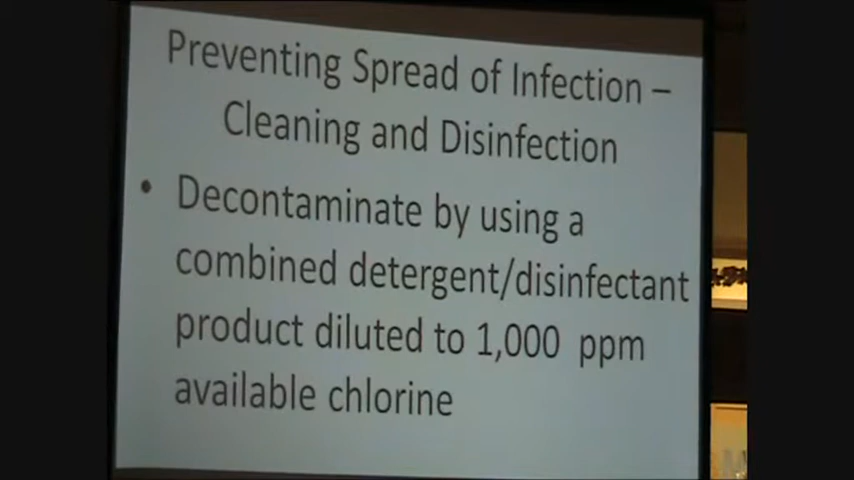 Preventing Spread of Infection –
Cleaning and Disinfection
• Decontaminate by using a
combined detergent/disinfectant
product diluted to 1,000 ppm
available chlorine